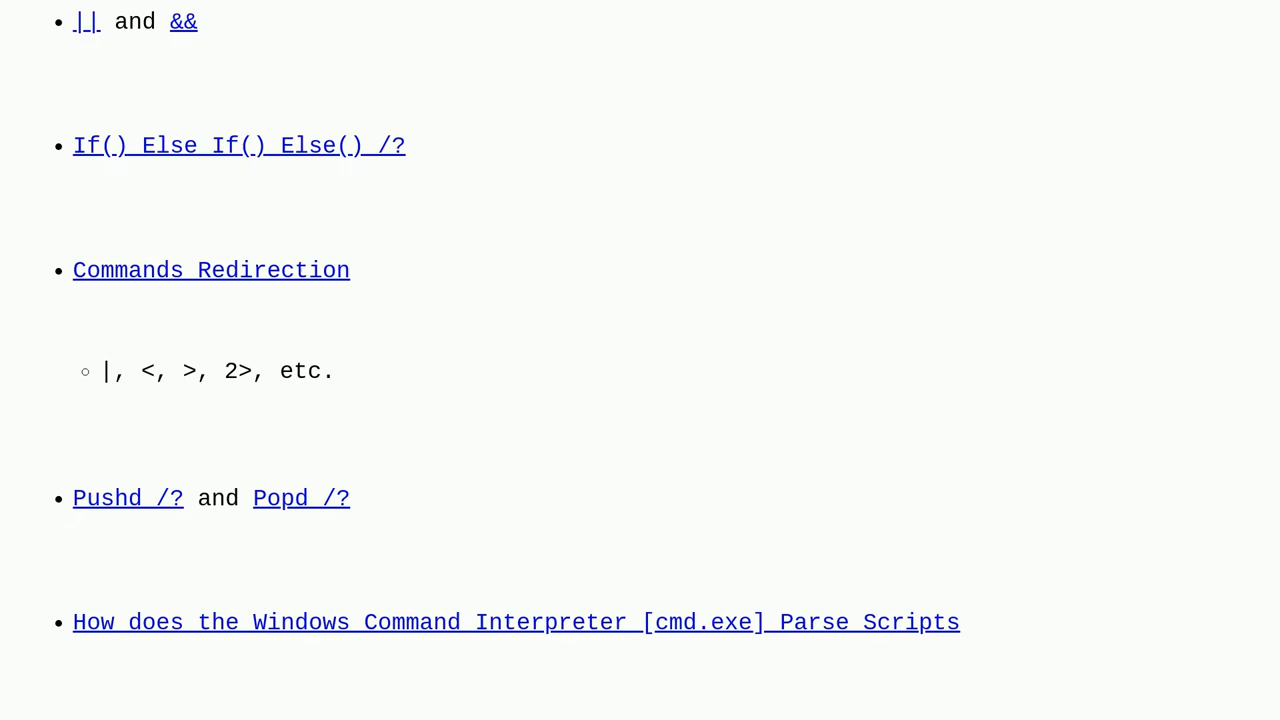 • || and &&
• If() Else If() Else() /?
• Commands Redirection
○ |, <, >, 2>, etc.
• Pushd /? and Popd /?
• How does the Windows Command Interpreter [cmd.exe] Parse Scripts